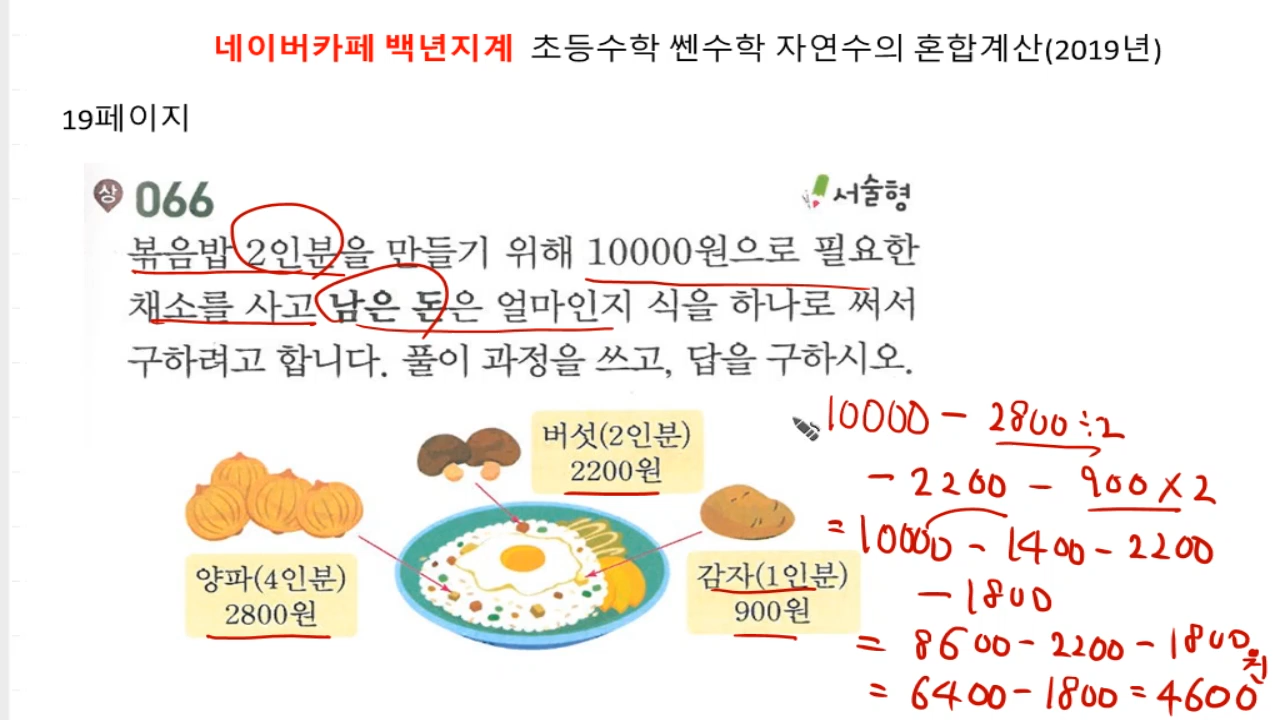 네이버카페 백년지계 초등수학 쎈수학 자연수의 혼합계산(2019년)
19페이지
상 066
서술형
볶음밥 2인분을 만들기 위해 10000원으로 필요한
채소를 사고 남은 돈은 얼마인지 식을 하나로 써서
구하려고 합니다. 풀이 과정을 쓰고, 답을 구하시오.
버섯(2인분)
2200원
양파(4인분)
2800원
감자(1인분)
900원
10000 - 2800÷2
- 2200 - 900×2
= 10000 - 1400 - 2200
- 1800
= 8600 - 2200 - 1800
= 6400 - 1800 = 4600원